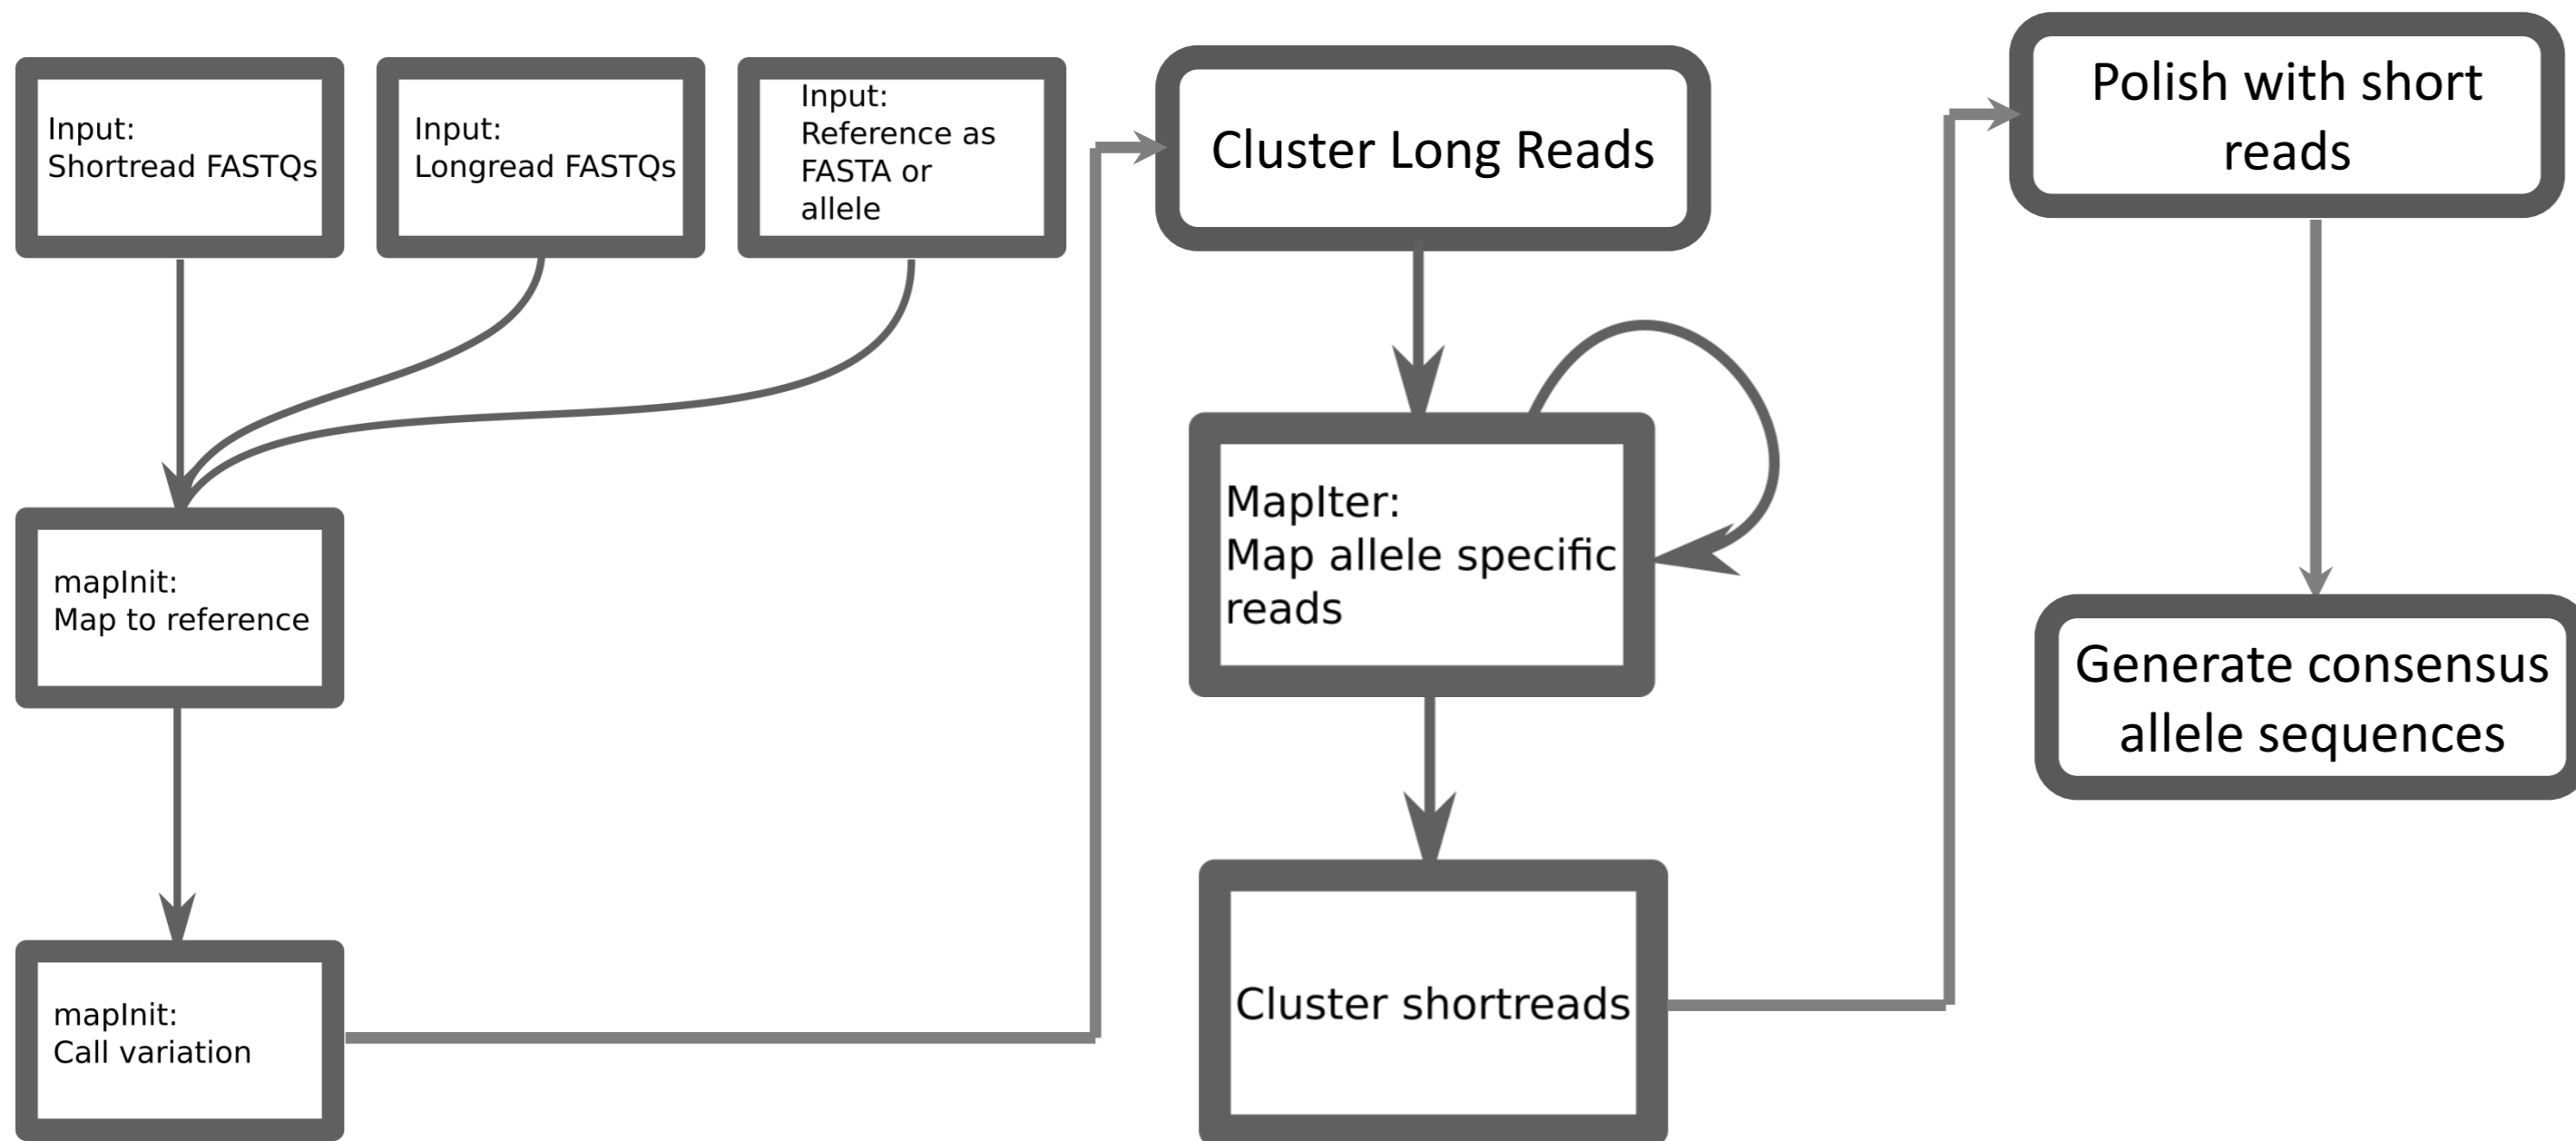 Input:
Shortread FASTQs
Input:
Longread FASTQs
Input:
Reference as
FASTA or
allele
mapInit:
Map to reference
mapInit:
Call variation
Cluster Long Reads
MapIter:
Map allele specific
reads
Cluster shortreads
Polish with short
reads
Generate consensus
allele sequences